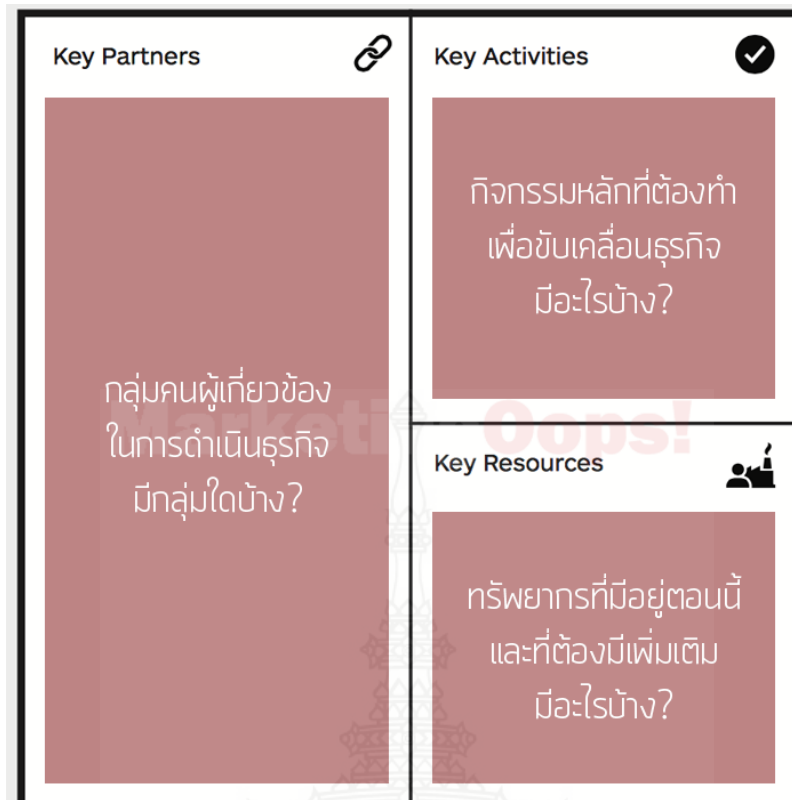 Key Partners
กลุ่มคนผู้เกี่ยวข้อง
ในการดำเนินธุรกิจ
มีกลุ่มใดบ้าง?
Key Activities
กิจกรรมหลักที่ต้องทำ
เพื่อขับเคลื่อนธุรกิจ
มีอะไรบ้าง?
Key Resources
ทรัพยากรที่มีอยู่ตอนนี้
และที่ต้องมีเพิ่มเติม
มีอะไรบ้าง?
Marketing Oops!